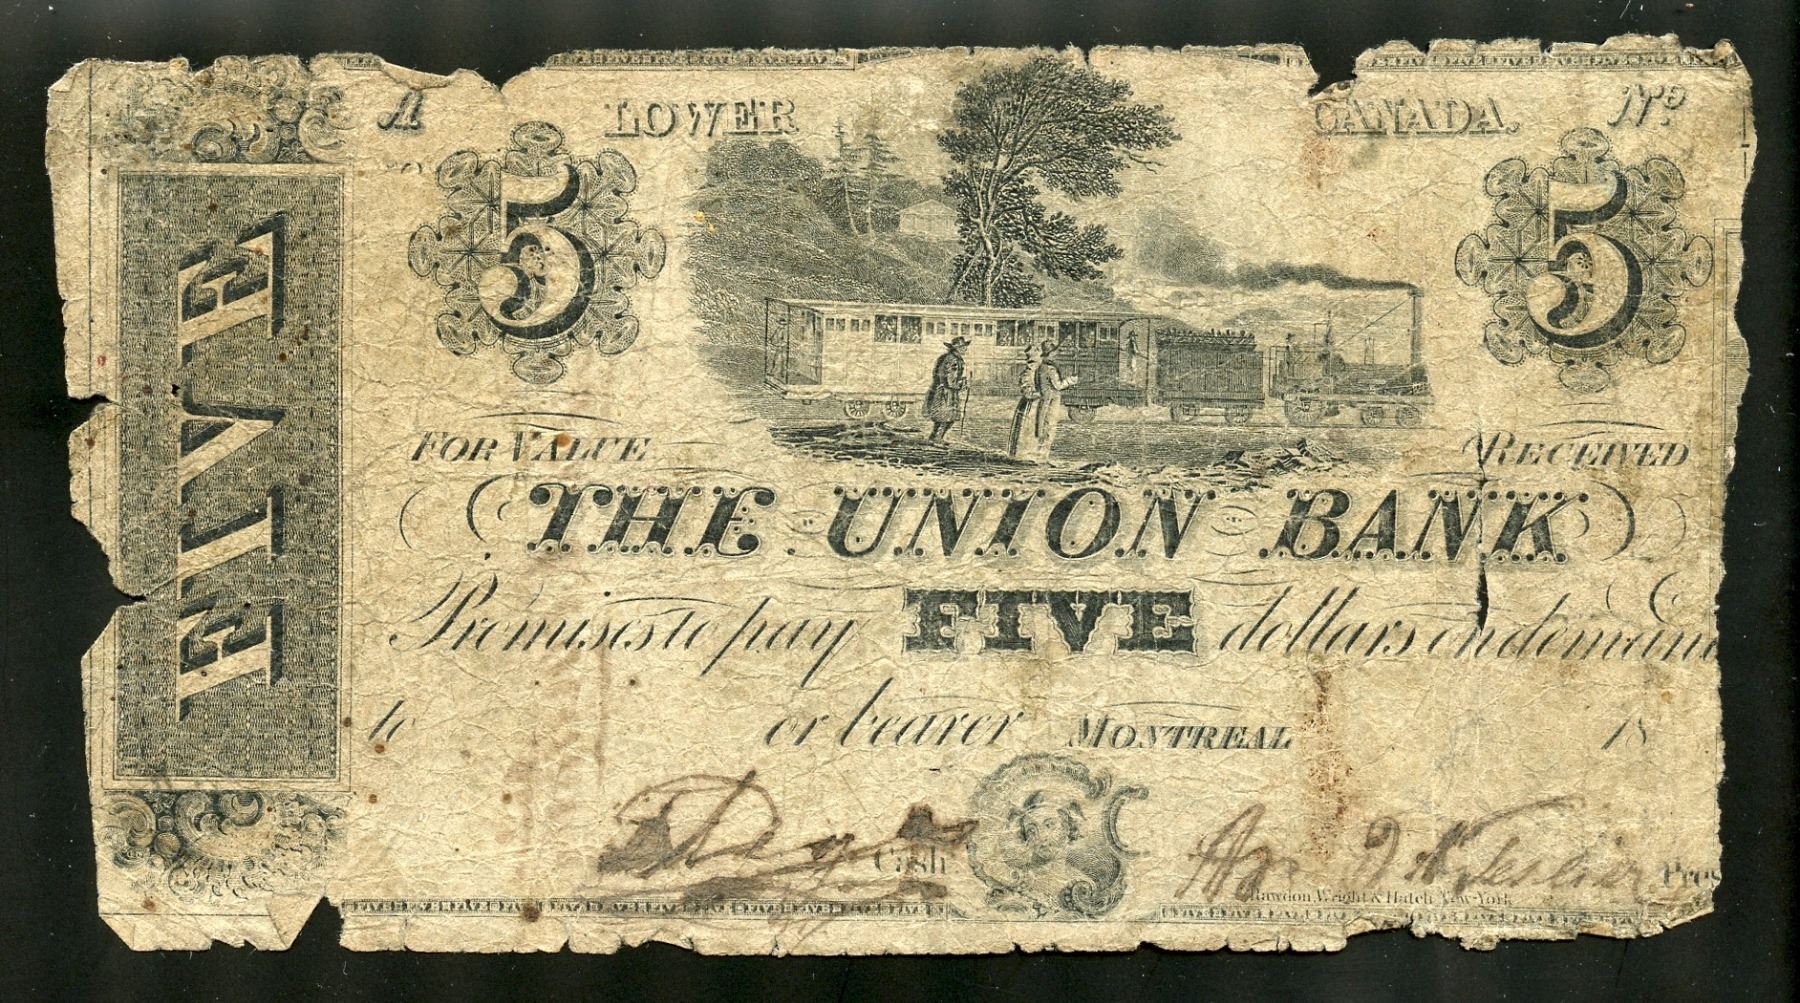 A LOWER CANADA. No.
5 5
FIVE
FOR VALUE RECEIVED
THE UNION BANK
Promises to pay FIVE dollars on demand
to or bearer MONTREAL 18
Cash. Pres
Rawdon, Wright & Hatch New-York